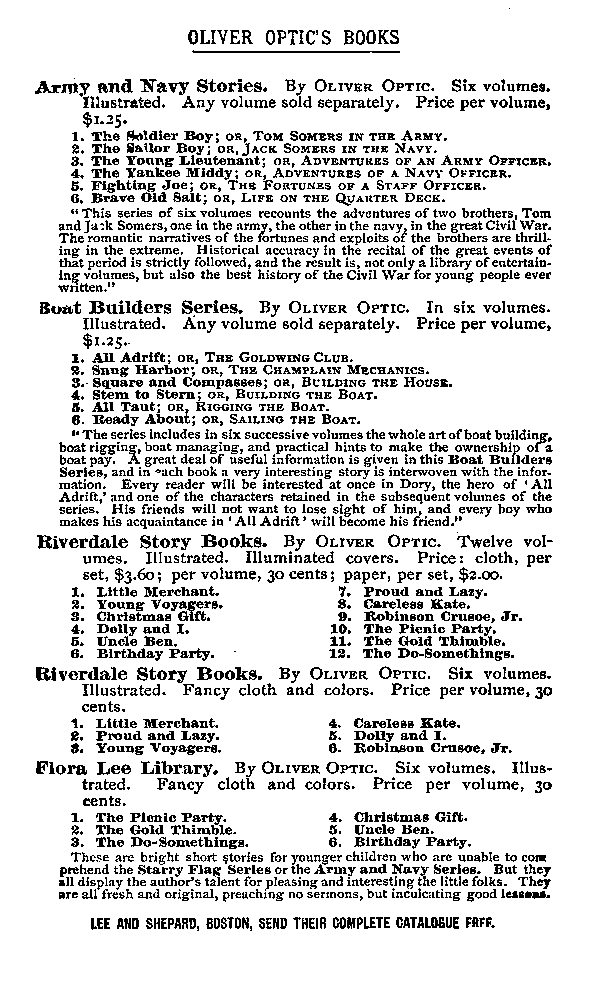 OLIVER OPTIC'S BOOKS
Army and Navy Stories. By OLIVER OPTIC. Six volumes.
Illustrated. Any volume sold separately. Price per volume,
$1.25.
1. The Soldier Boy; OR, TOM SOMERS IN THE ARMY.
2. The Sailor Boy; OR, JACK SOMERS IN THE NAVY.
3. The Young Lieutenant; OR, ADVENTURES OF AN ARMY OFFICER.
4. The Yankee Middy; OR, ADVENTURES OF A NAVY OFFICER.
5. Fighting Joe; OR, THE FORTUNES OF A STAFF OFFICER.
6. Brave Old Salt; OR, LIFE ON THE QUARTER DECK.
"This series of six volumes recounts the adventures of two brothers, Tom
and Jack Somers, one in the army, the other in the navy, in the great Civil War.
The romantic narratives of the fortunes and exploits of the brothers are thrill-
ing in the extreme. Historical accuracy in the recital of the great events of
that period is strictly followed, and the result is, not only a library of entertain-
ing volumes, but also the best history of the Civil War for young people ever
written."
Boat Builders Series. By OLIVER OPTIC. In six volumes.
Illustrated. Any volume sold separately. Price per volume,
$1.25.
1. All Adrift; OR, THE GOLDWING CLUB.
2. Snug Harbor; OR, THE CHAMPLAIN MECHANICS.
3. Square and Compasses; OR, BUILDING THE HOUSE.
4. Stem to Stern; OR, BUILDING THE BOAT.
5. All Taut; OR, RIGGING THE BOAT.
6. Ready About; OR, SAILING THE BOAT.
"The series includes in six successive volumes the whole art of boat building,
boat rigging, boat managing, and practical hints to make the ownership of a
boat pay. A great deal of useful information is given in this Boat Builders
Series, and in each book a very interesting story is interwoven with the infor-
mation. Every reader will be interested at once in Dory, the hero of 'All
Adrift,' and one of the characters retained in the subsequent volumes of the
series. His friends will not want to lose sight of him, and every boy who
makes his acquaintance in 'All Adrift' will become his friend."
Riverdale Story Books. By OLIVER OPTIC. Twelve vol-
umes. Illustrated. Illuminated covers. Price: cloth, per
set, $3.60; per volume, 30 cents; paper, per set, $2.00.
1. Little Merchant.
2. Young Voyagers.
3. Christmas Gift.
4. Dolly and I.
5. Uncle Ben.
6. Birthday Party.
7. Proud and Lazy.
8. Careless Kate.
9. Robinson Crusoe, Jr.
10. The Picnic Party.
11. The Gold Thimble.
12. The Do-Somethings.
Riverdale Story Books. By OLIVER OPTIC. Six volumes.
Illustrated. Fancy cloth and colors. Price per volume, 30
cents.
1. Little Merchant.
2. Proud and Lazy.
3. Young Voyagers.
4. Careless Kate.
5. Dolly and I.
6. Robinson Crusoe, Jr.
Flora Lee Library. By OLIVER OPTIC. Six volumes. Illus-
trated. Fancy cloth and colors. Price per volume, 30
cents.
1. The Picnic Party.
2. The Gold Thimble.
3. The Do-Somethings.
4. Christmas Gift.
5. Uncle Ben.
6. Birthday Party.
These are bright short stories for younger children who are unable to com
prehend the Starry Flag Series or the Army and Navy Series. But they
all display the author's talent for pleasing and interesting the little folks. They
are all fresh and original, preaching no sermons, but inculcating good lessons.
LEE AND SHEPARD, BOSTON, SEND THEIR COMPLETE CATALOGUE FREE.